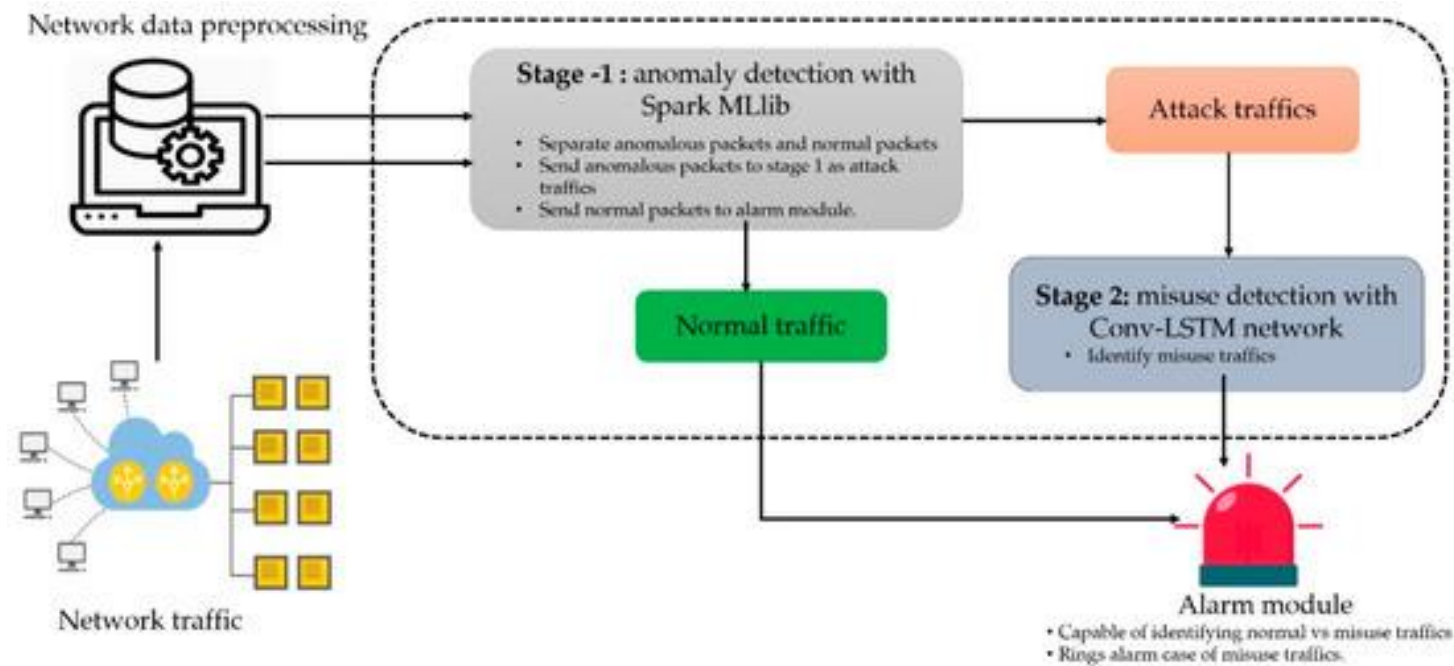 Network data preprocessing
Stage -1 : anomaly detection with
Spark MLlib
• Separate anomalous packets and normal packets
• Send anomalous packets to stage 1 as attack
traffics
• Send normal packets to alarm module.
Attack traffics
Normal traffic
Stage 2: misuse detection with
Conv-LSTM network
• Identify misuse traffics
Network traffic
Alarm module
• Capable of identifying normal vs misuse traffics
• Rings alarm case of misuse traffics.